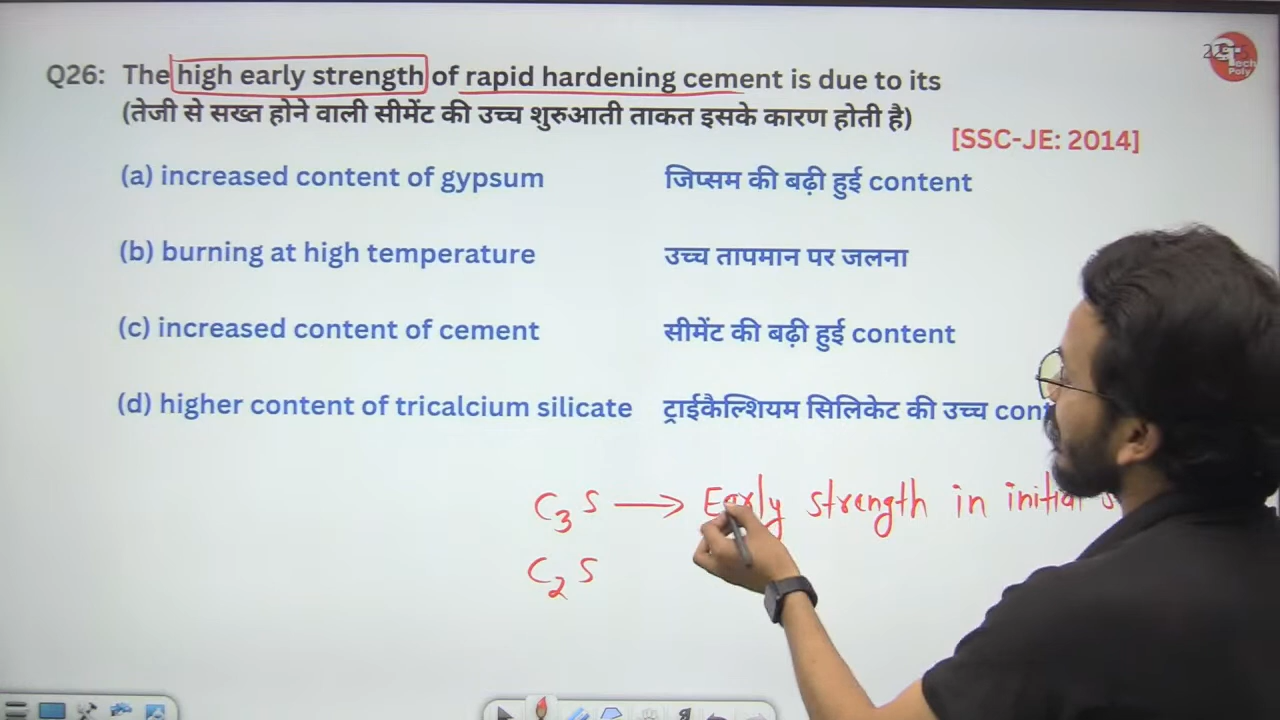 Q26: The high early strength of rapid hardening cement is due to its
(तेजी से सख्त होने वाली सीमेंट की उच्च शुरुआती ताकत इसके कारण होती है)
[SSC-JE: 2014]
(a) increased content of gypsum जिप्सम की बढ़ी हुई content
(b) burning at high temperature उच्च तापमान पर जलना
(c) increased content of cement सीमेंट की बढ़ी हुई content
(d) higher content of tricalcium silicate ट्राईकैल्शियम सिलिकेट की उच्च
C3S → Early strength in initial
C2S
Tech
Poly